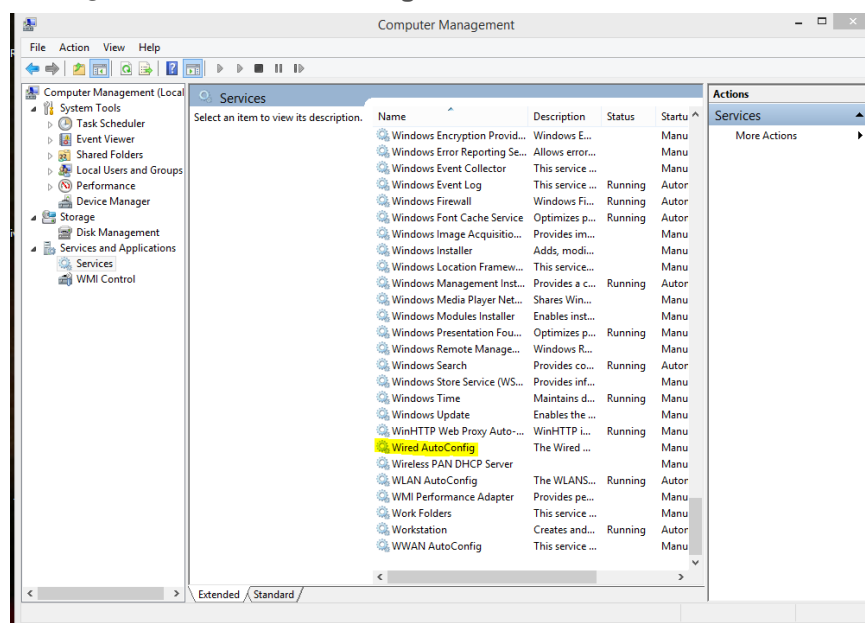 Computer Management
File Action View Help
Computer Management (Local
System Tools
Task Scheduler
Event Viewer
Shared Folders
Local Users and Groups
Performance
Device Manager
Storage
Disk Management
Services and Applications
Services
WMI Control
Services
Select an item to view its description.
Name Description Status Startu
Windows Encryption Provid... Windows E... Manu
Windows Error Reporting Se... Allows error... Manu
Windows Event Collector This service ... Manu
Windows Event Log This service ... Running Autor
Windows Firewall Windows Fi... Running Autor
Windows Font Cache Service Optimizes p... Running Autor
Windows Image Acquisitio... Provides im... Manu
Windows Installer Adds, modi... Manu
Windows Location Framew... This service... Manu
Windows Management Inst... Provides a c... Running Autor
Windows Media Player Net... Shares Win... Manu
Windows Modules Installer Enables inst... Manu
Windows Presentation Fou... Optimizes p... Running Manu
Windows Remote Manage... Windows R... Manu
Windows Search Provides co... Running Autor
Windows Store Service (WS... Provides inf... Manu
Windows Time Maintains d... Running Manu
Windows Update Enables the ... Manu
WinHTTP Web Proxy Auto-... WinHTTP i... Running Manu
Wired AutoConfig The Wired ... Manu
Wireless PAN DHCP Server Manu
WLAN AutoConfig The WLANS... Running Autor
WMI Performance Adapter Provides pe... Manu
Work Folders This service ... Manu
Workstation Creates and... Running Autor
WWAN AutoConfig This service ... Manu
Extended Standard
Actions
Services
More Actions